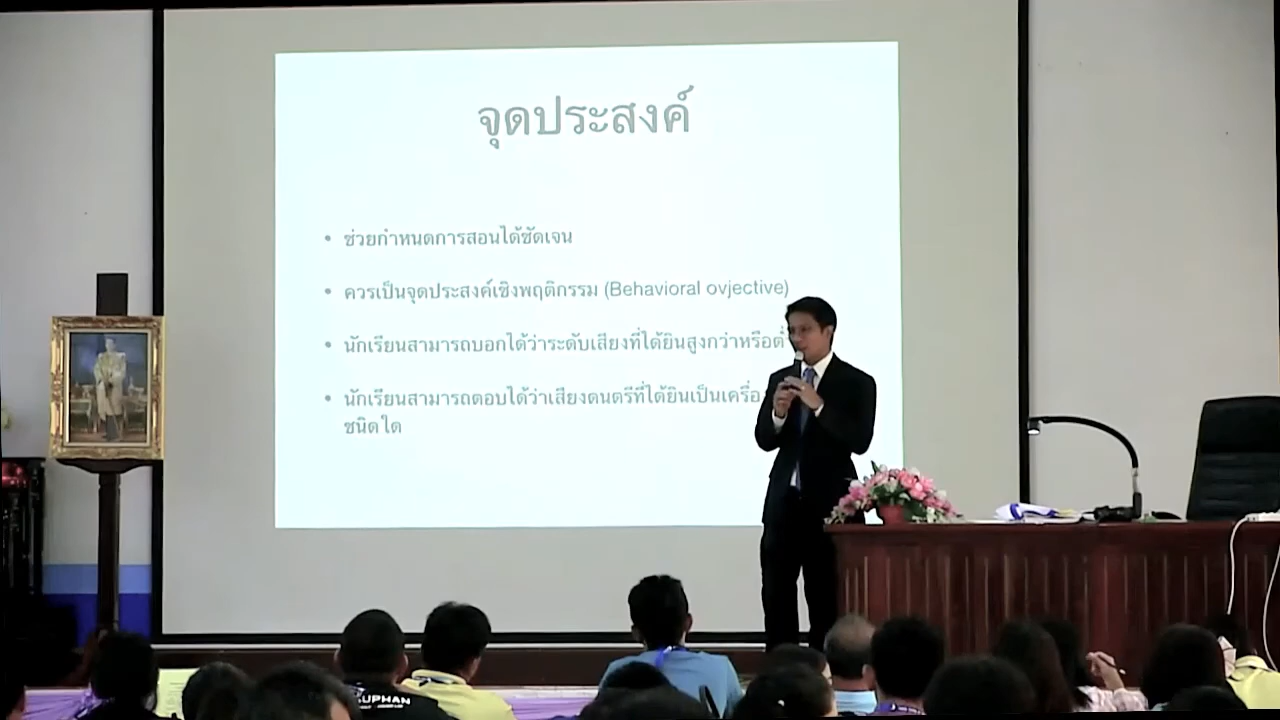 จุดประสงค์
• ช่วยกำหนดการสอนได้ชัดเจน
• ควรเป็นจุดประสงค์เชิงพฤติกรรม (Behavioral ovjective)
• นักเรียนสามารถบอกได้ว่าระดับเสียงที่ได้ยินสูงกว่าหรือ
• นักเรียนสามารถตอบได้ว่าเสียงดนตรีที่ได้ยินเป็น
ชนิดใด
SUPHAN